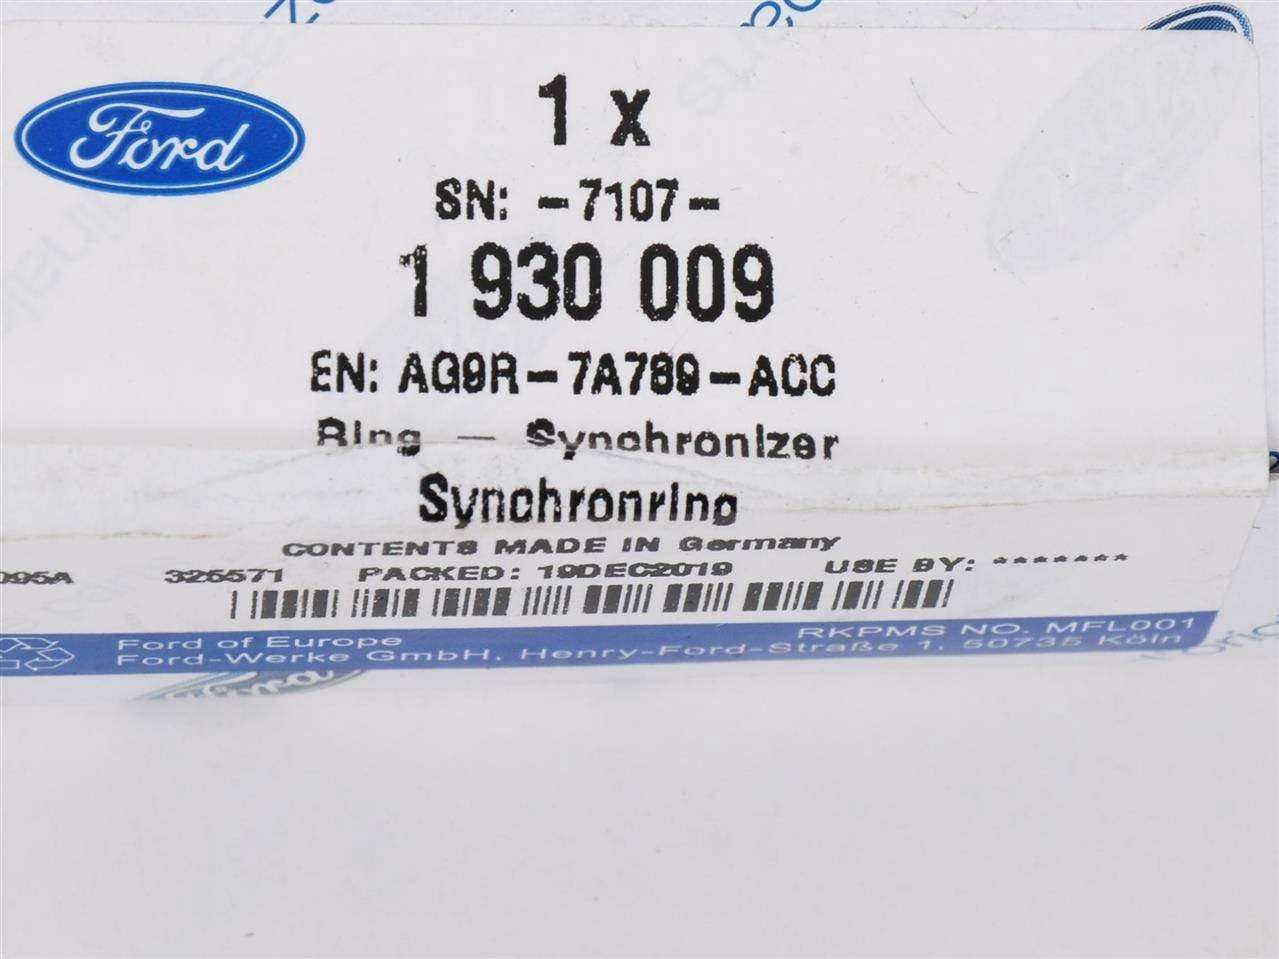 Ford
1 x
SN: -7107-
1 930 009
EN: AG9R-7A789-ACC
Ring - Synchronizer
Synchronring
CONTENTS MADE IN Germany
095A 325571 PACKED: 19DEC2019 USE BY: *******
Ford of Europe RKPMS NO. MFL001
Ford-Werke GmbH, Henry-Ford-Straße 1, 50735 Köln